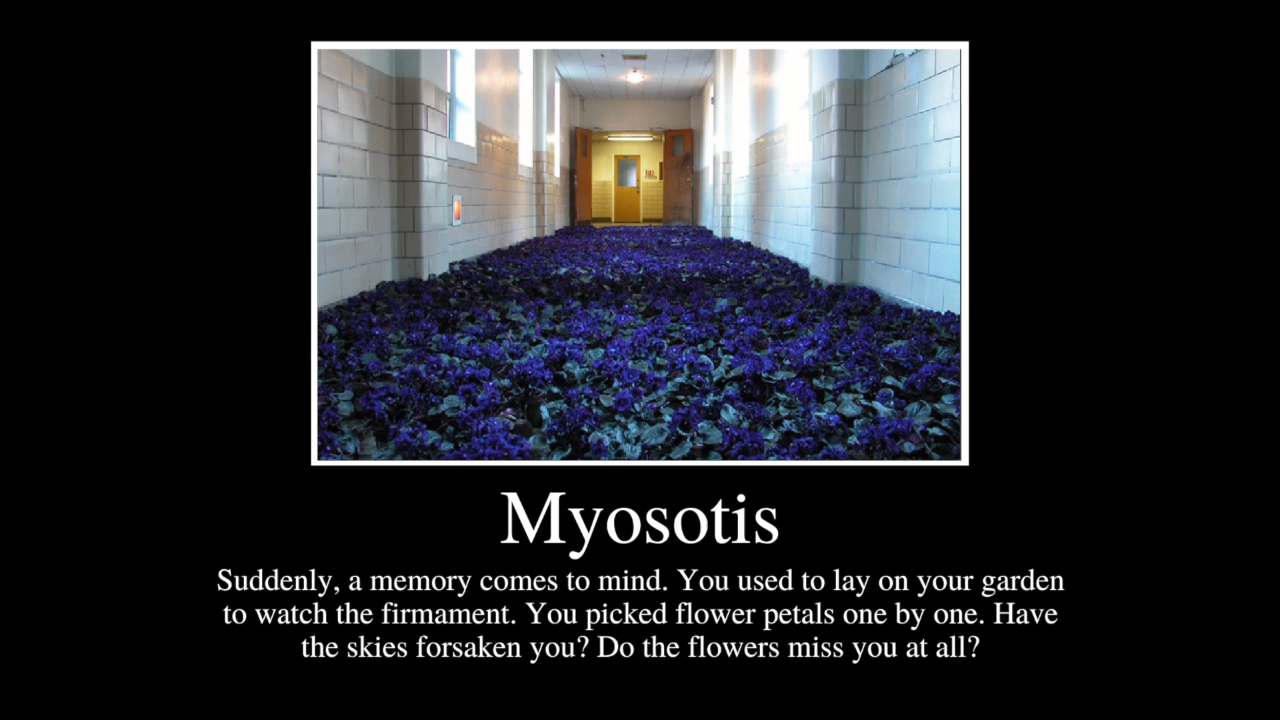 Myosotis
Suddenly, a memory comes to mind. You used to lay on your garden
to watch the firmament. You picked flower petals one by one. Have
the skies forsaken you? Do the flowers miss you at all?